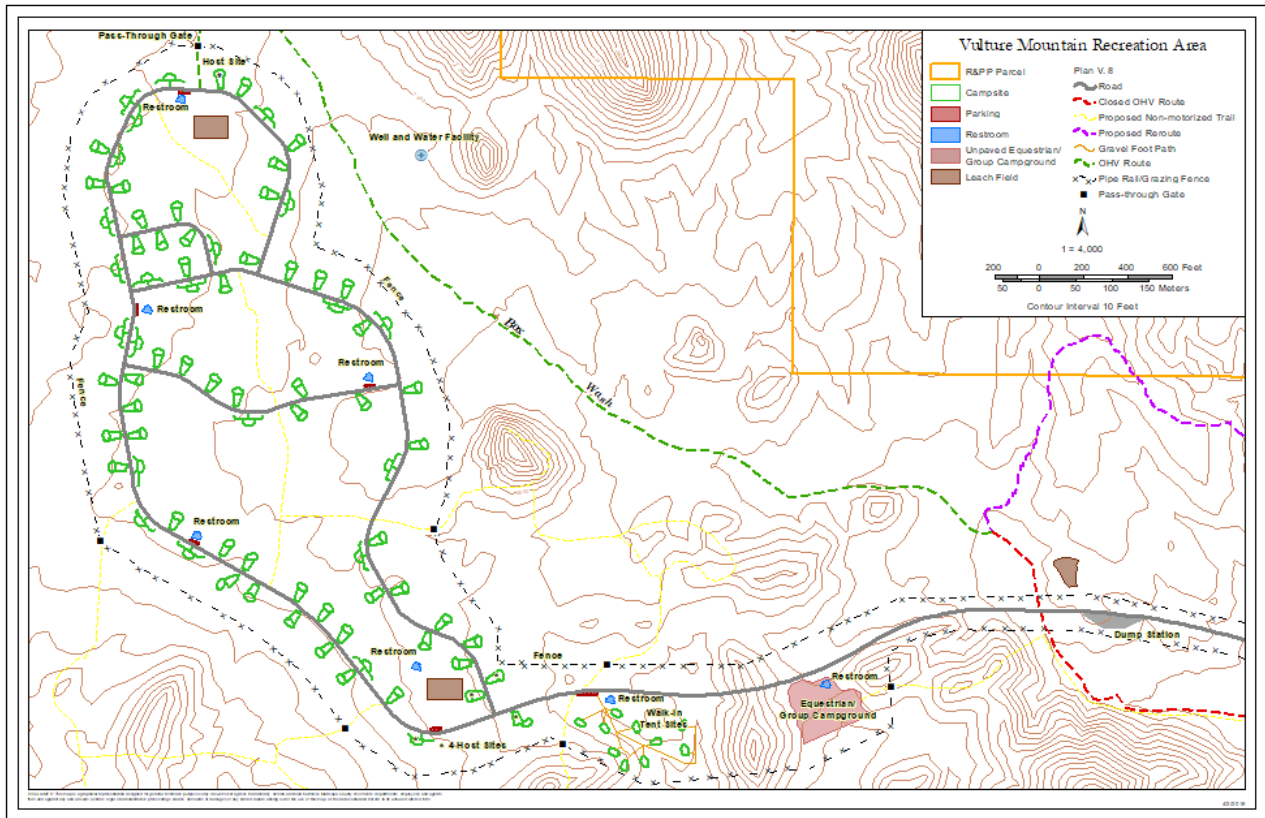 Pass-Through Gate
Host Site*
Restroom
Well and Water Facility
Fence
Restroom
Box
Restroom
Fence
Wash
Restroom
Restroom
Fence
4-Host Sites
Restroom
Walk-In
Tent Sites
Restroom
Equestrian/
Group Campground
Dump Station
Vulture Mountain Recreation Area
R&PP Parcel
Campsite
Parking
Restroom
Unpaved Equestrian/
Group Campground
Leach Field
Plan V. 8
Road
Closed OHV Route
Proposed Non-motorized Trail
Proposed Reroute
Gravel Foot Path
OHV Route
Pipe Rail/Grazing Fence
Pass-through Gate
N
1 = 4,000
200 0 200 400 600 Feet
50 0 50 100 150 Meters
Contour Interval 10 Feet